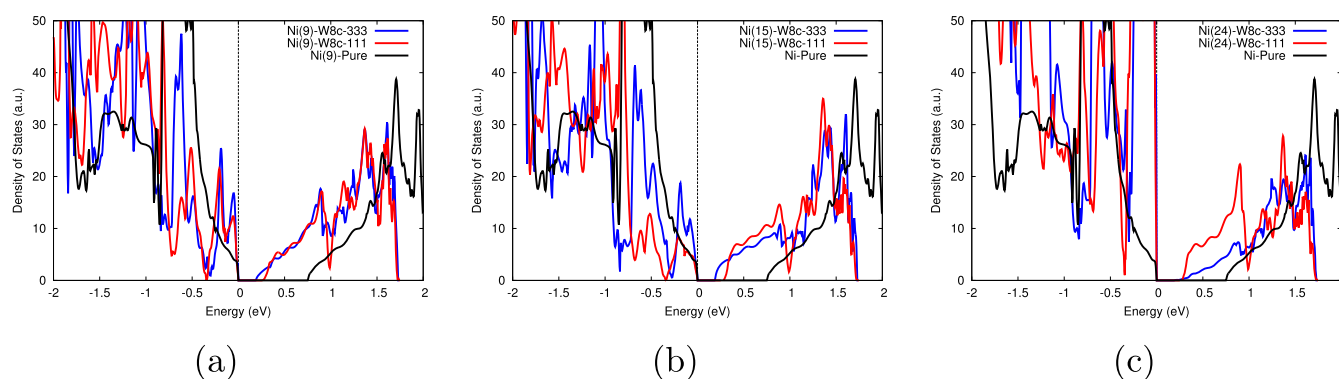 50
40
30
20
10
0
-2
-1.5
-1
-0.5
0
0.5
1
1.5
2
Density of States (a.u.)
Energy (eV)
Ni(9)-W8c-333
Ni(9)-W8c-111
Ni(9)-Pure
(a)
50
40
30
20
10
0
-2
-1.5
-1
-0.5
0
0.5
1
1.5
2
Density of States (a.u.)
Energy (eV)
Ni(15)-W8c-333
Ni(15)-W8c-111
Ni-Pure
(b)
50
40
30
20
10
0
-2
-1.5
-1
-0.5
0
0.5
1
1.5
2
Density of States (a.u.)
Energy (eV)
Ni(24)-W8c-333
Ni(24)-W8c-111
Ni-Pure
(c)